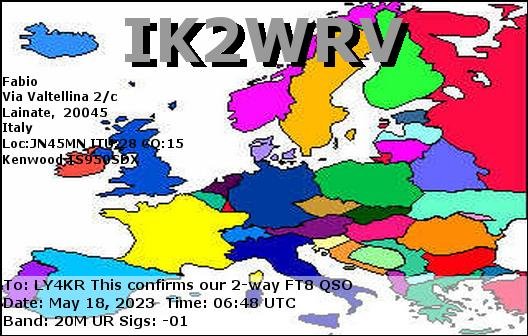 IK2WRV
Fabio
Via Valtellina 2/c
Lainate, 20045
Italy
Loc:JN45MN ITU:28 CQ:15
Kenwood TS950SDX
To: LY4KR This confirms our 2-way FT8 QSO
Date: May 18, 2023 Time: 06:48 UTC
Band: 20M UR Sigs: -01